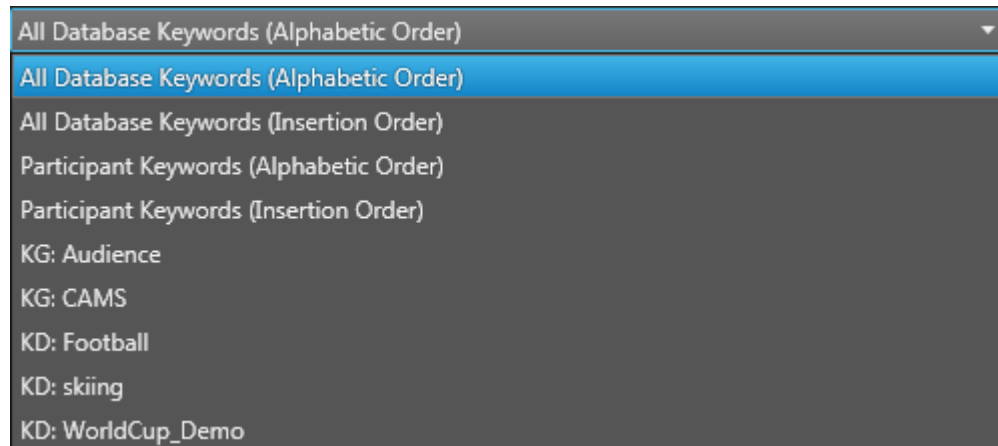 All Database Keywords (Alphabetic Order)
All Database Keywords (Alphabetic Order)
All Database Keywords (Insertion Order)
Participant Keywords (Alphabetic Order)
Participant Keywords (Insertion Order)
KG: Audience
KG: CAMS
KD: Football
KD: skiing
KD: WorldCup_Demo